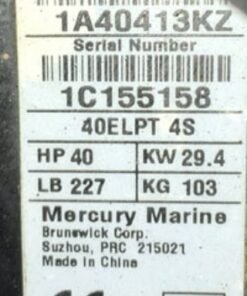 1A40413KZ
Serial Number
1C155158
40ELPT 4S
HP 40 KW 29.4
LB 227 KG 103
Mercury Marine
Brunswick Corp.
Suzhou, PRC 215021
Made in China